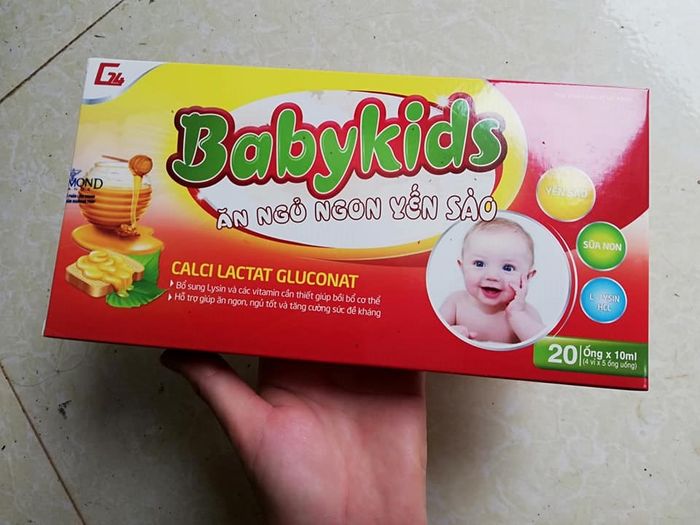 G24
Babykids
ĂN NGỦ NGON YẾN SÀO
MOND
YẾN SÀO
SỮA NON
L-LYSIN
HCL
CALCI LACTAT GLUCONAT
Bổ sung Lysin và các vitamin cần thiết giúp bồi bổ cơ thể
Hỗ trợ giúp ăn ngon, ngủ tốt và tăng cường sức đề kháng
20 Ống x 10ml
(4 vỉ x 5 ống uống)